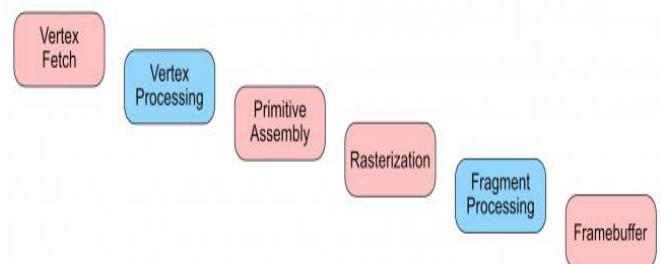 Vertex
Fetch
Vertex
Processing
Primitive
Assembly
Rasterization
Fragment
Processing
Framebuffer